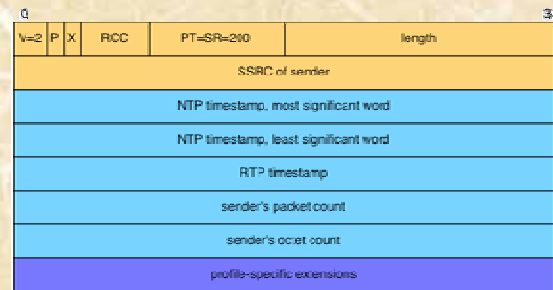 0 3
V=2 P X RCC PT=SR=200 length
SSRC of sender
NTP timestamp, most significant word
NTP timestamp, least significant word
RTP timestamp
sender's packet count
sender's octet count
profile-specific extensions